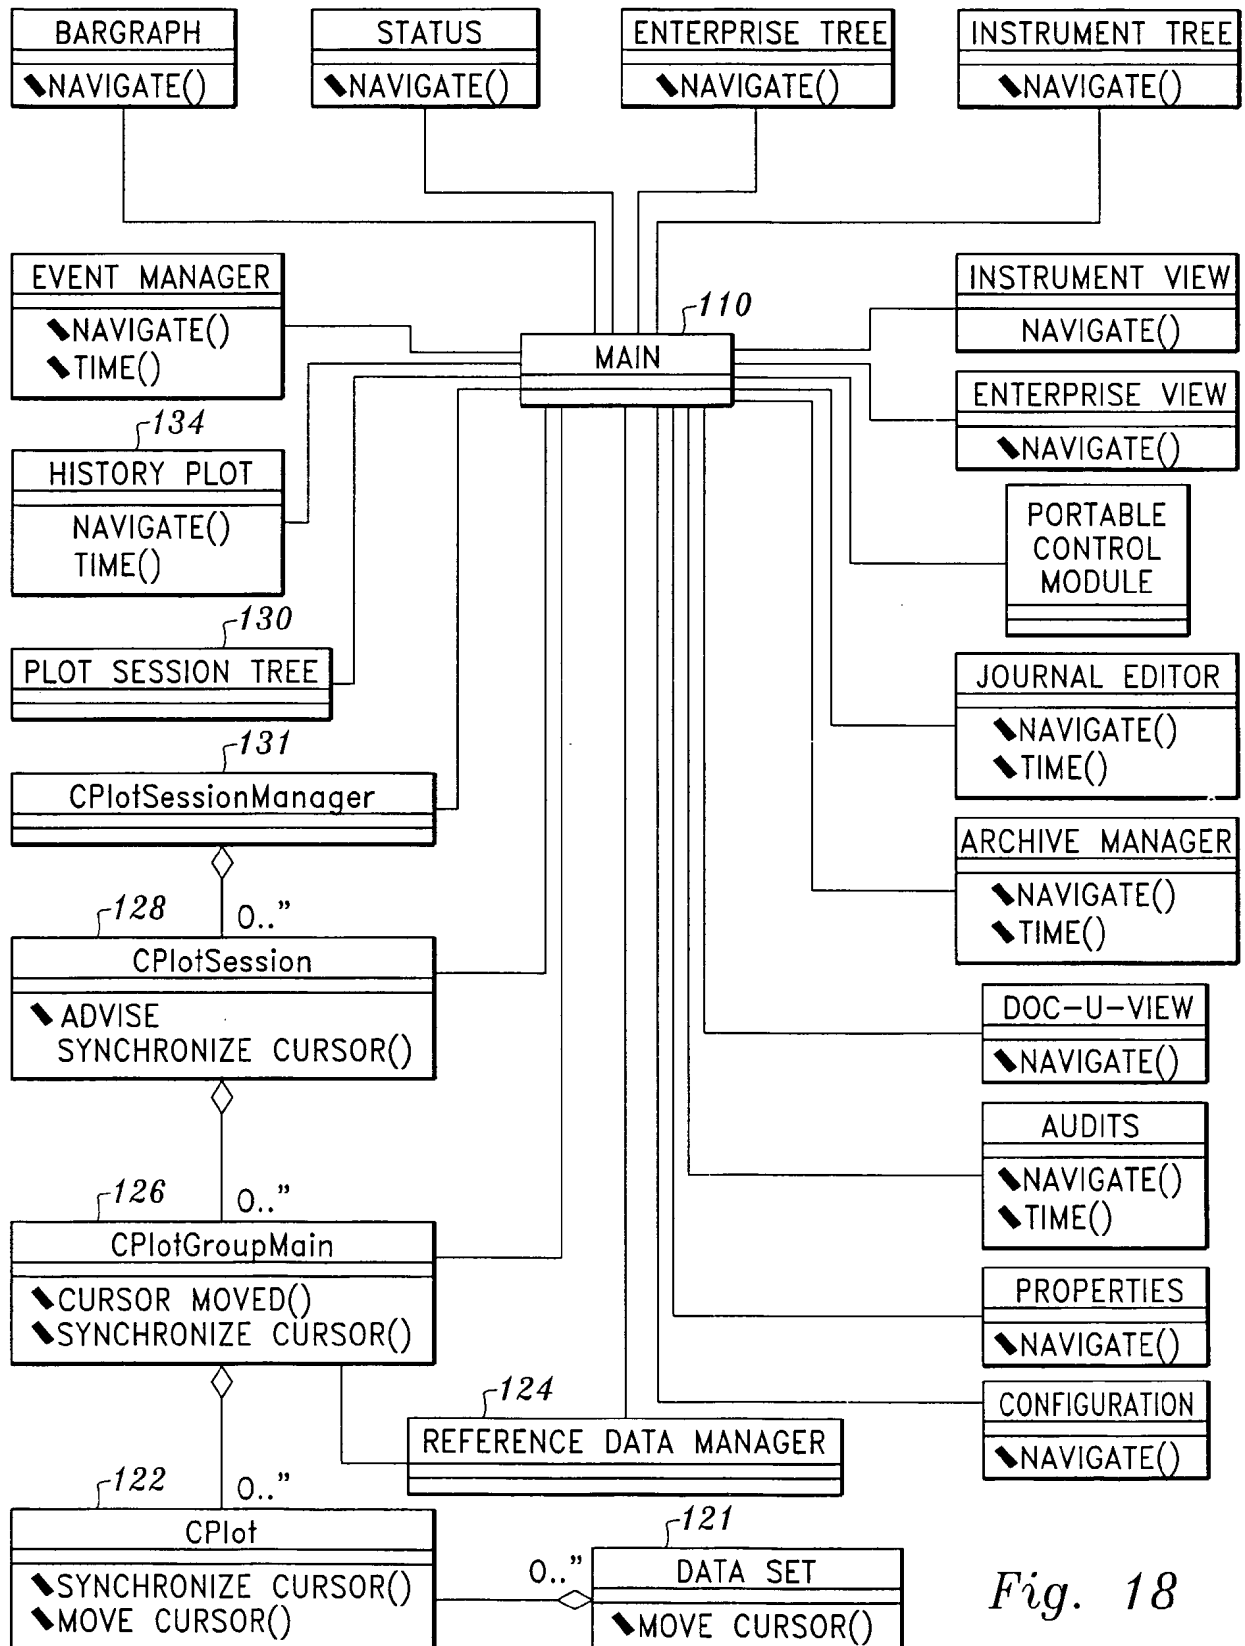 BARGRAPH
NAVIGATE()
STATUS
NAVIGATE()
ENTERPRISE TREE
NAVIGATE()
INSTRUMENT TREE
NAVIGATE()
EVENT MANAGER
NAVIGATE()
TIME()
110
MAIN
INSTRUMENT VIEW
NAVIGATE()
ENTERPRISE VIEW
NAVIGATE()
134
HISTORY PLOT
NAVIGATE()
TIME()
PORTABLE
CONTROL
MODULE
130
PLOT SESSION TREE
JOURNAL EDITOR
NAVIGATE()
TIME()
131
CPlotSessionManager
ARCHIVE MANAGER
NAVIGATE()
TIME()
0.."
128
CPlotSession
ADVISE
SYNCHRONIZE CURSOR()
DOC-U-VIEW
NAVIGATE()
AUDITS
NAVIGATE()
TIME()
0.."
126
CPlotGroupMain
CURSOR MOVED()
SYNCHRONIZE CURSOR()
PROPERTIES
NAVIGATE()
CONFIGURATION
NAVIGATE()
124
REFERENCE DATA MANAGER
0.."
122
CPlot
SYNCHRONIZE CURSOR()
MOVE CURSOR()
0.."
121
DATA SET
MOVE CURSOR()
Fig. 18